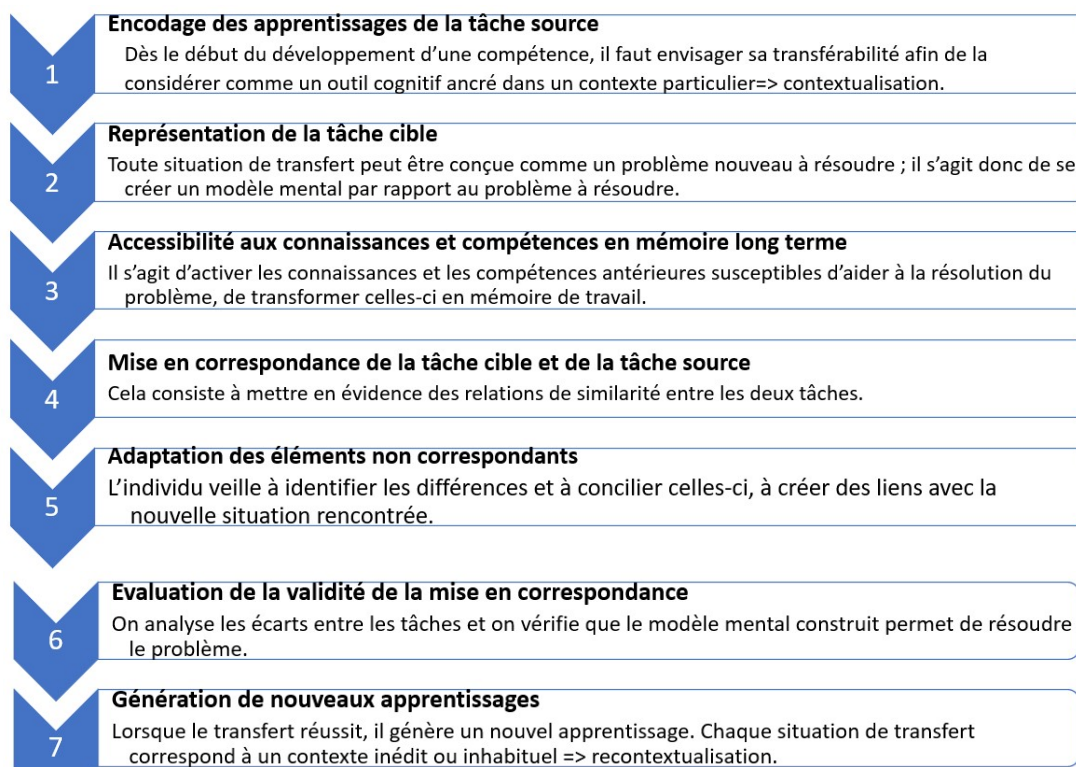 Encodage des apprentissages de la tâche source
Dès le début du développement d’une compétence, il faut envisager sa transférabilité afin de la
1
considérer comme un outil cognitif ancré dans un contexte particulier=> contextualisation.
Représentation de la tâche cible
Toute situation de transfert peut être conçue comme un problème nouveau à résoudre ; il s’agit donc de se
2
créer un modèle mental par rapport au problème à résoudre.
Accessibilité aux connaissances et compétences en mémoire long terme
Il s’agit d’activer les connaissances et les compétences antérieures susceptibles d’aider à la résolution du
3
problème, de transformer celles-ci en mémoire de travail.
Mise en correspondance de la tâche cible et de la tâche source
4
Cela consiste à mettre en évidence des relations de similarité entre les deux tâches.
Adaptation des éléments non correspondants
L’individu veille à identifier les différences et à concilier celles-ci, à créer des liens avec la
5
nouvelle situation rencontrée.
Evaluation de la validité de la mise en correspondance
On analyse les écarts entre les tâches et on vérifie que le modèle mental construit permet de résoudre
6
le problème.
Génération de nouveaux apprentissages
Lorsque le transfert réussit, il génère un nouvel apprentissage. Chaque situation de transfert
7
correspond à un contexte inédit ou inhabituel => recontextualisation.